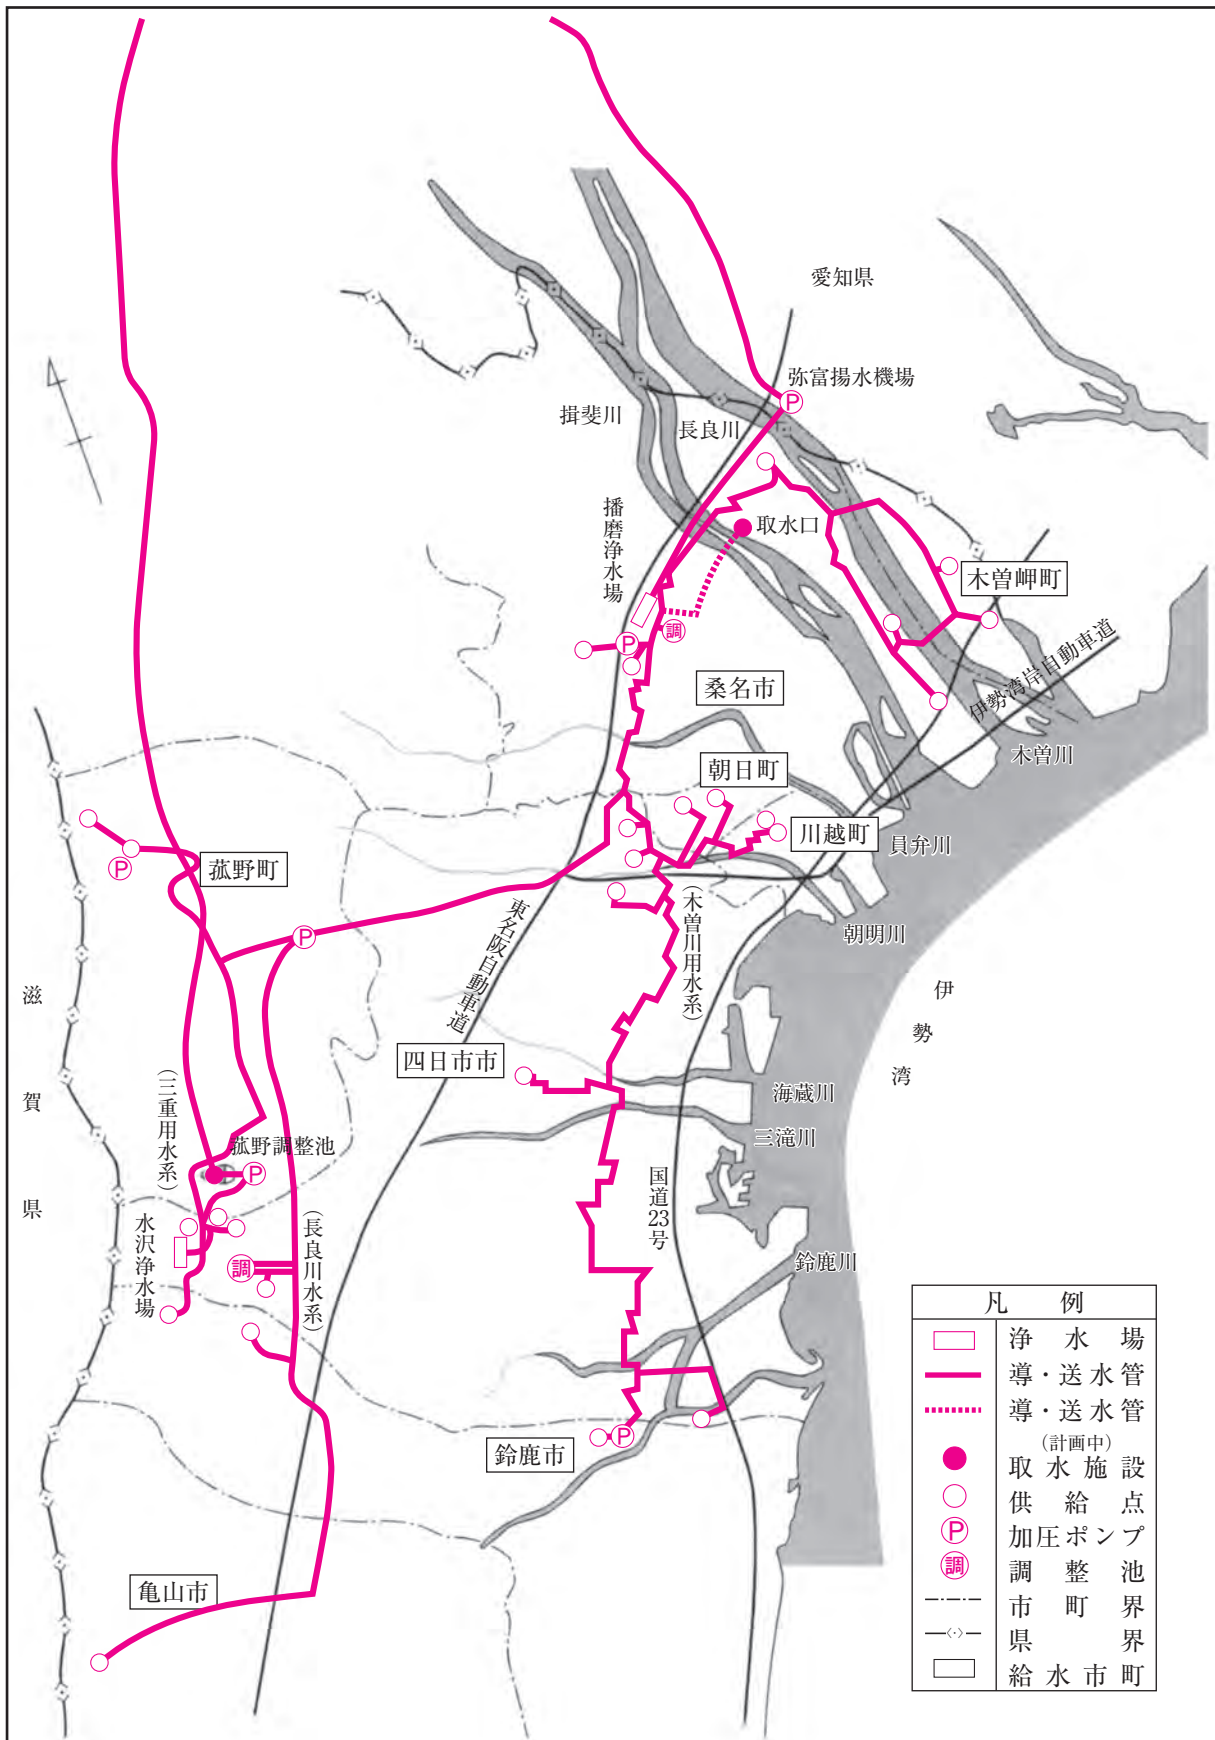 愛知県
弥富揚水機場
P
揖斐川
長良川
播磨浄水場
取水口
木曽岬町
調
P
桑名市
伊勢湾岸自動車道
木曽川
朝日町
川越町
員弁川
P
菰野町
P
東名阪自動車道
(木曽川用水系)
朝明川
伊勢湾
滋賀県
四日市市
海蔵川
三滝川
(三重用水系)
菰野調整池
P
国道23号
水沢浄水場
調
(長良川水系)
鈴鹿川
鈴鹿市
P
亀山市
凡例
浄水場
導・送水管
導・送水管
(計画中)
取水施設
供給点
P 加圧ポンプ
調 調整池
市町界
県界
給水市町